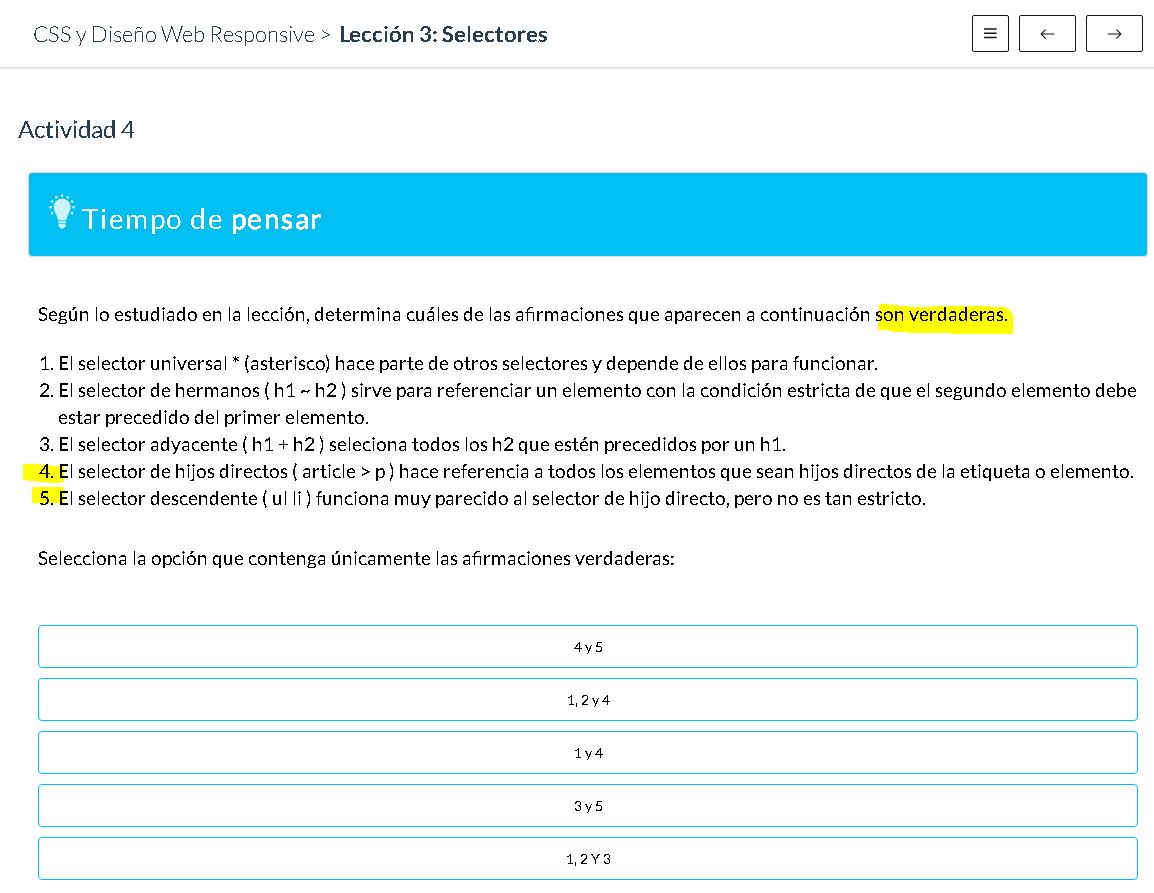 CSS y Diseño Web Responsive > Lección 3: Selectores
Actividad 4
Tiempo de pensar
Según lo estudiado en la lección, determina cuáles de las afirmaciones que aparecen a continuación son verdaderas.
1. El selector universal * (asterisco) hace parte de otros selectores y depende de ellos para funcionar.
2. El selector de hermanos ( h1 ~ h2 ) sirve para referenciar un elemento con la condición estricta de que el segundo elemento debe
estar precedido del primer elemento.
3. El selector adyacente ( h1 + h2 ) seleciona todos los h2 que estén precedidos por un h1.
4. El selector de hijos directos ( article > p ) hace referencia a todos los elementos que sean hijos directos de la etiqueta o elemento.
5. El selector descendente ( ul li ) funciona muy parecido al selector de hijo directo, pero no es tan estricto.
Selecciona la opción que contenga únicamente las afirmaciones verdaderas:
4 y 5
1, 2 y 4
1 y 4
3 y 5
1, 2 Y 3